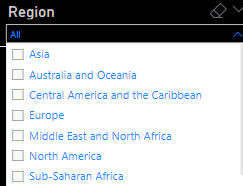 Region
All
Asia
Australia and Oceania
Central America and the Caribbean
Europe
Middle East and North Africa
North America
Sub-Saharan Africa